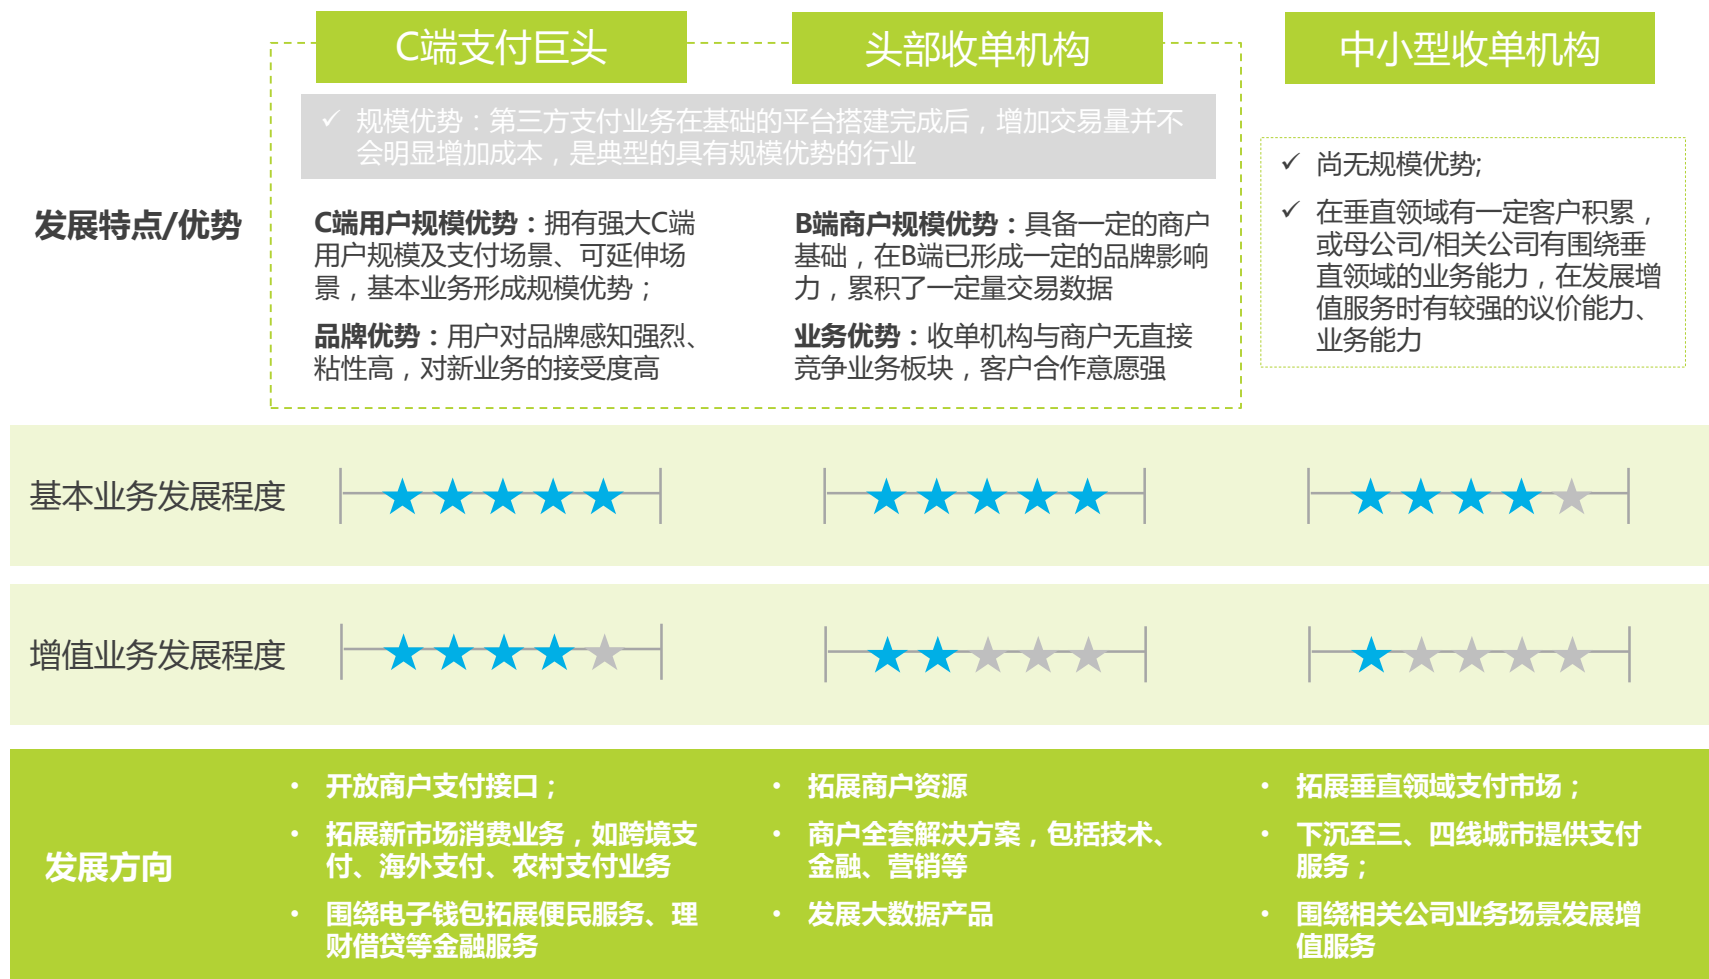 C端支付巨头
头部收单机构
中小型收单机构
✓ 规模优势：第三方支付业务在基础的平台搭建完成后，增加交易量并不
会明显增加成本，是典型的具有规模优势的行业
发展特点/优势
C端用户规模优势：拥有强大C端
用户规模及支付场景、可延伸场
景，基本业务形成规模优势；
品牌优势：用户对品牌感知强烈、
粘性高，对新业务的接受度高
B端商户规模优势：具备一定的商户
基础，在B端已形成一定的品牌影响
力，累积了一定量交易数据
业务优势：收单机构与商户无直接
竞争业务板块，客户合作意愿强
✓ 尚无规模优势;
✓ 在垂直领域有一定客户积累，
或母公司/相关公司有围绕垂
直领域的业务能力，在发展增
值服务时有较强的议价能力、
业务能力
基本业务发展程度
增值业务发展程度
发展方向
• 开放商户支付接口；
• 拓展新市场消费业务，如跨境支
付、海外支付、农村支付业务
• 围绕电子钱包拓展便民服务、理
财借贷等金融服务
• 拓展商户资源
• 商户全套解决方案，包括技术、
金融、营销等
• 发展大数据产品
• 拓展垂直领域支付市场；
• 下沉至三、四线城市提供支付
服务；
• 围绕相关公司业务场景发展增
值服务